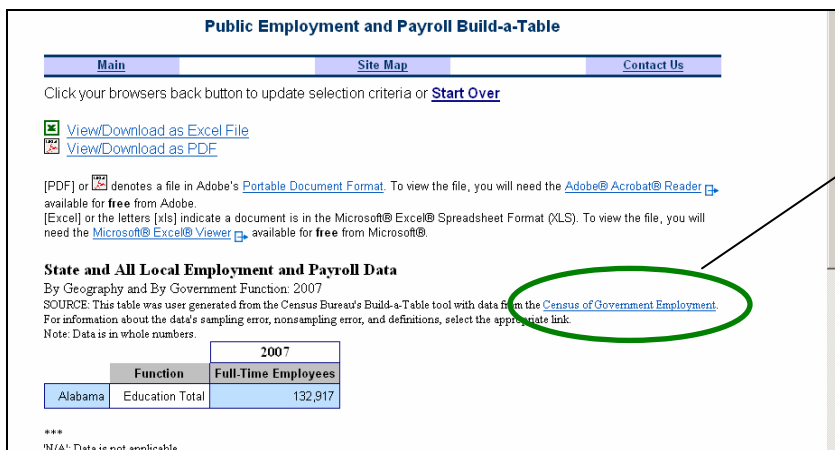 Public Employment and Payroll Build-a-Table
Main Site Map Contact Us
Click your browsers back button to update selection criteria or Start Over
View/Download as Excel File
View/Download as PDF
[PDF] or denotes a file in Adobe's Portable Document Format. To view the file, you will need the Adobe® Acrobat® Reader
available for free from Adobe.
[Excel] or the letters [xls] indicate a document is in the Microsoft® Excel® Spreadsheet Format (XLS). To view the file, you will
need the Microsoft® Excel® Viewer available for free from Microsoft®.
State and All Local Employment and Payroll Data
By Geography and By Government Function: 2007
SOURCE: This table was user generated from the Census Bureau's Build-a-Table tool with data from the Census of Government Employment.
For information about the data's sampling error, nonsampling error, and definitions, select the appropriate link.
Note: Data is in whole numbers.
2007
Function Full-Time Employees
Alabama Education Total 132,917
***
'N/A': Data is not applicable